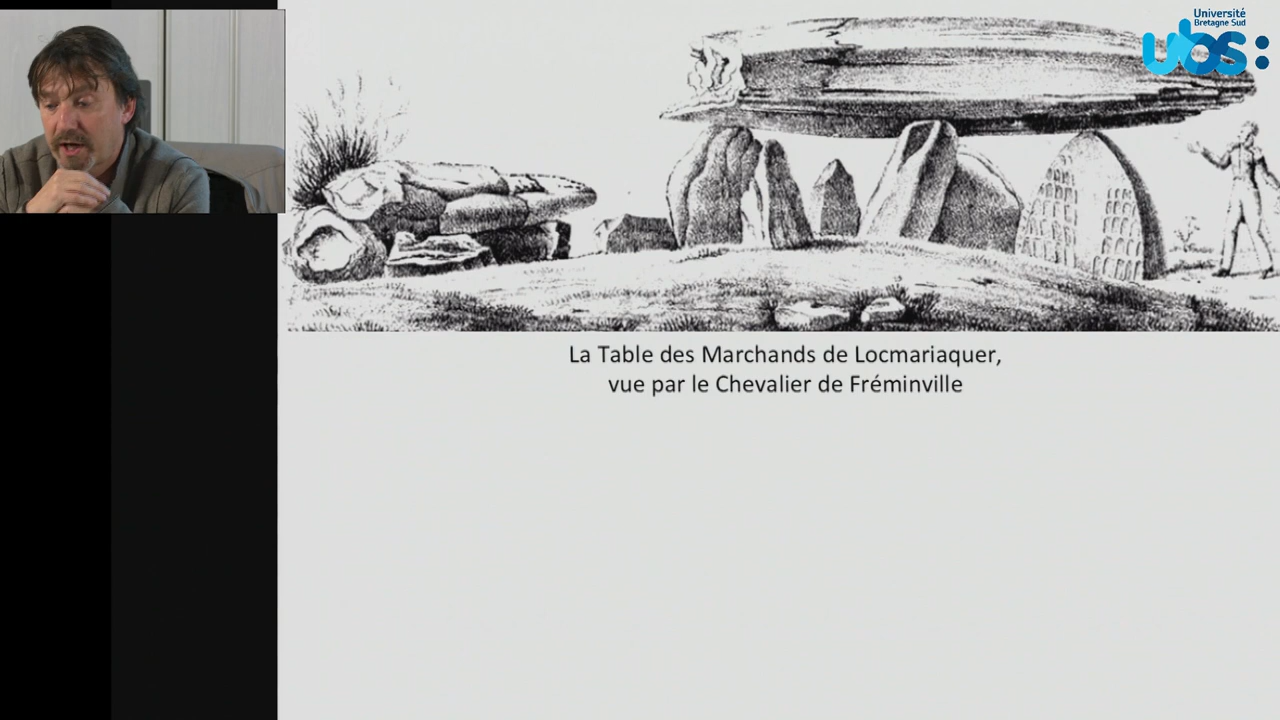 Université
Bretagne Sud
ubs:
La Table des Marchands de Locmariaquer,
vue par le Chevalier de Fréminville